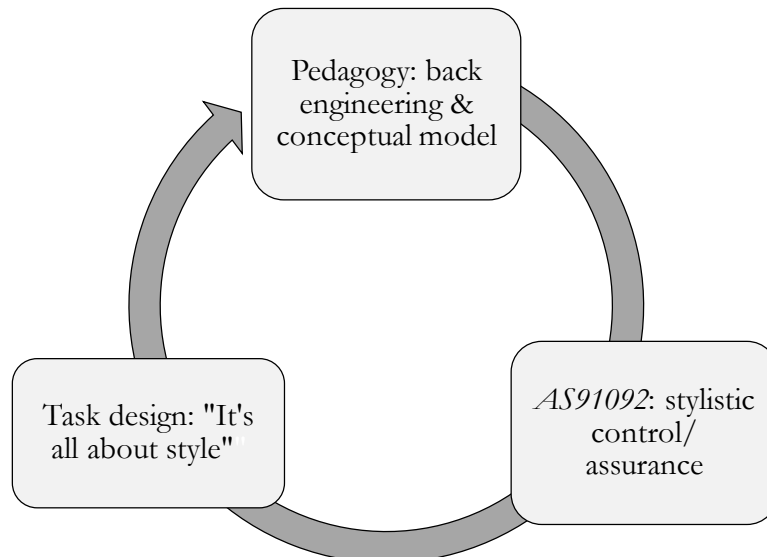 Pedagogy: back
engineering &
conceptual model
AS91092: stylistic
control/
assurance
Task design: "It's
all about style"